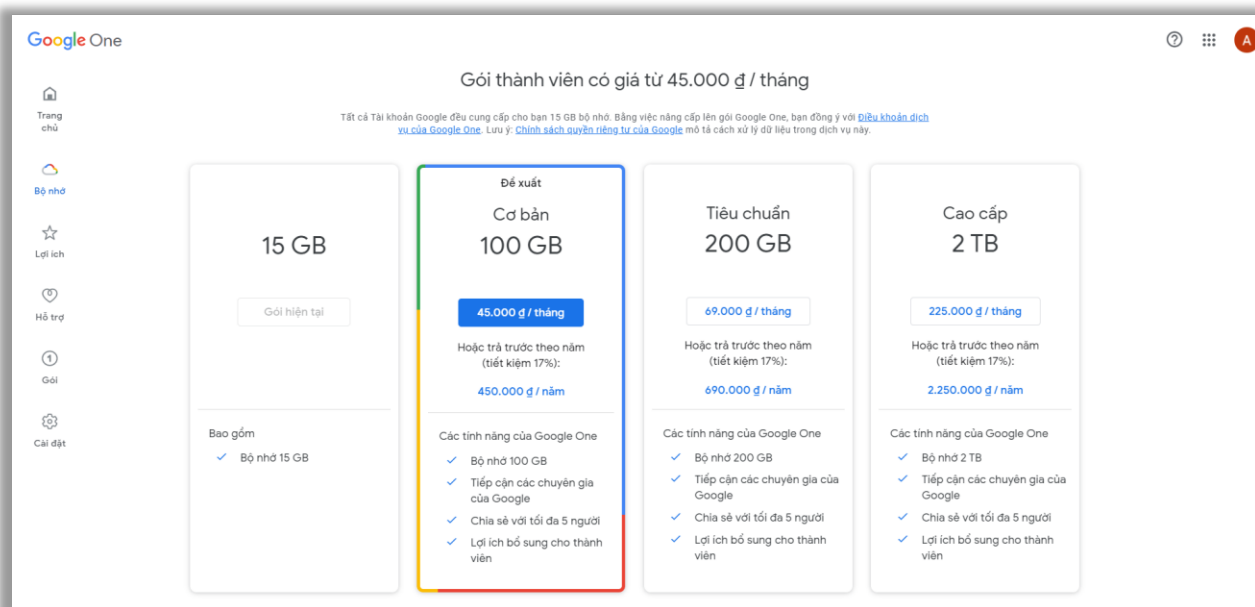 Google One
A
Gói thành viên có giá từ 45.000 ₫ / tháng
Tất cả Tài khoản Google đều cung cấp cho bạn 15 GB bộ nhớ. Bằng việc nâng cấp lên gói Google One, bạn đồng ý với Điều khoản dịch
vụ của Google One. Lưu ý: Chính sách quyền riêng tư của Google mô tả cách xử lý dữ liệu trong dịch vụ này.
Trang
chủ
Bộ nhớ
Lợi ích
Hỗ trợ
1
Gói
Cài đặt
15 GB
Gói hiện tại
Bao gồm
Bộ nhớ 15 GB
Đề xuất
Cơ bản
100 GB
45.000 ₫ / tháng
Hoặc trả trước theo năm
(tiết kiệm 17%):
450.000 ₫ / năm
Các tính năng của Google One
Bộ nhớ 100 GB
Tiếp cận các chuyên gia
của Google
Chia sẻ với tối đa 5 người
Lợi ích bổ sung cho thành
viên
Tiêu chuẩn
200 GB
69.000 ₫ / tháng
Hoặc trả trước theo năm
(tiết kiệm 17%):
690.000 ₫ / năm
Các tính năng của Google One
Bộ nhớ 200 GB
Tiếp cận các chuyên gia của
Google
Chia sẻ với tối đa 5 người
Lợi ích bổ sung cho thành
viên
Cao cấp
2 TB
225.000 ₫ / tháng
Hoặc trả trước theo năm
(tiết kiệm 17%):
2.250.000 ₫ / năm
Các tính năng của Google One
Bộ nhớ 2 TB
Tiếp cận các chuyên gia của
Google
Chia sẻ với tối đa 5 người
Lợi ích bổ sung cho thành
viên